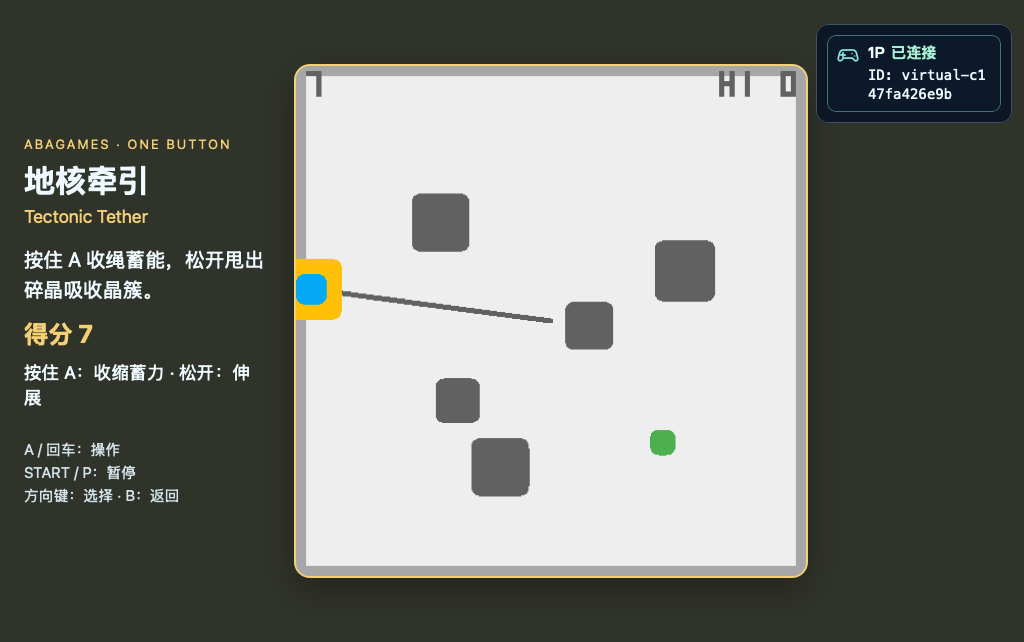 ABAGAMES · ONE BUTTON
地核牵引
Tectonic Tether
按住 A 收绳蓄能，松开甩出
碎晶吸收晶簇。
得分 7
按住 A：收缩蓄力 · 松开：伸
展
A / 回车：操作
START / P：暂停
方向键：选择 · B：返回
7
HI 0
1P 已连接
ID: virtual-c1
47fa426e9b